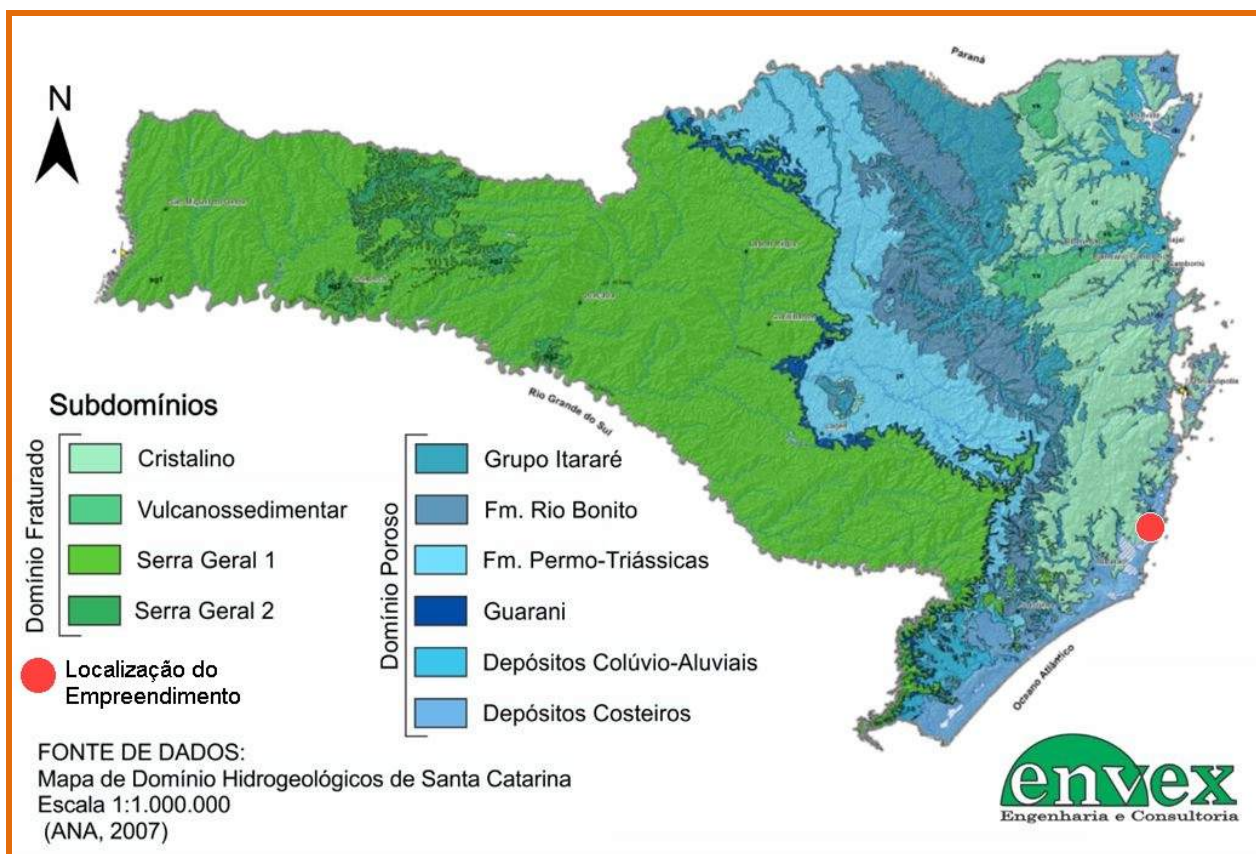 N
Paraná
Rio Grande do Sul
Oceano Atlântico
Subdomínios
Domínio Fraturado
Cristalino
Vulcanossedimentar
Serra Geral 1
Serra Geral 2
Localização do
Empreendimento
Domínio Poroso
Grupo Itararé
Fm. Rio Bonito
Fm. Permo-Triássicas
Guarani
Depósitos Colúvio-Aluviais
Depósitos Costeiros
FONTE DE DADOS:
Mapa de Domínio Hidrogeológicos de Santa Catarina
Escala 1:1.000.000
(ANA, 2007)
envex
Engenharia e Consultoria